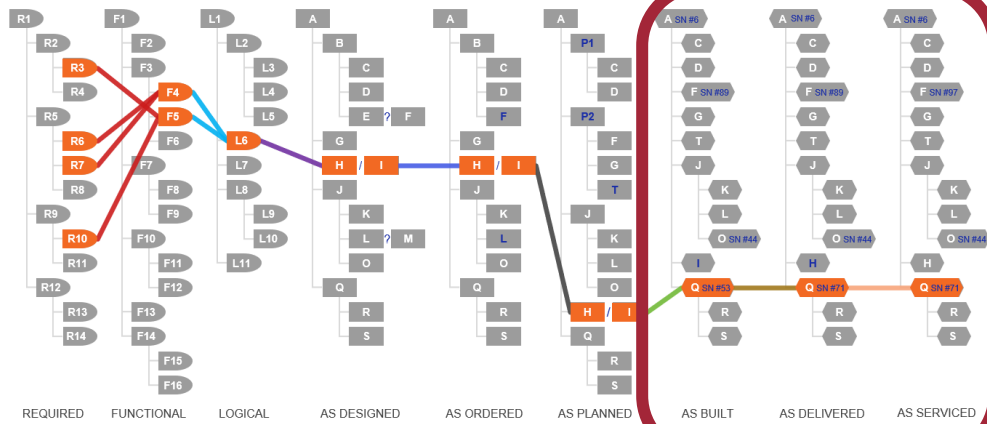 R1
R2
R3
R4
R5
R6
R7
R8
R9
R10
R11
R12
R13
R14
REQUIRED
F1
F2
F3
F4
F5
F6
F7
F8
F9
F10
F11
F12
F13
F14
F15
F16
FUNCTIONAL
L1
L2
L3
L4
L5
L6
L7
L8
L9
L10
L11
LOGICAL
A
B
C
D
E ? F
G
H / I
J
K
L ? M
O
Q
R
S
AS DESIGNED
A
B
C
D
F
G
H / I
J
K
L
O
Q
R
S
AS ORDERED
A
P1
C
D
P2
F
G
T
J
K
L
O
H / I
Q
R
S
AS PLANNED
A SN #6
C
D
F SN #89
G
T
J
K
L
O SN #44
I
Q SN #53
R
S
AS BUILT
A SN #6
C
D
F SN #89
G
T
J
K
L
O SN #44
H
Q SN #71
R
S
AS DELIVERED
A SN #6
C
D
F SN #97
G
T
J
K
L
O SN #44
H
Q SN #71
R
S
AS SERVICED